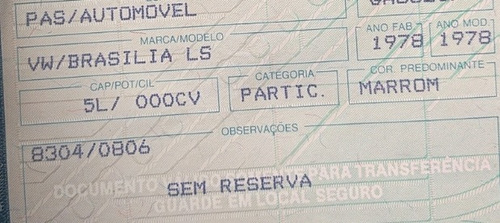 PAS/AUTOMOVEL
MARCA/MODELO
VW/BRASILIA LS
ANO FAB.
1978
ANO MOD.
1978
CAP/POT/CIL
5L/ 000CV
CATEGORIA
PARTIC.
COR PREDOMINANTE
MARROM
OBSERVAÇÕES
8304/0806
DOCUMENTO PARA TRANSFERÊNCIA
SEM RESERVA
GUARDE EM LOCAL SEGURO